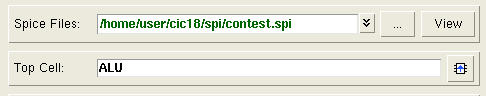 Spice Files: /home/user/cic18/spi/contest.spi ... View
Top Cell: ALU